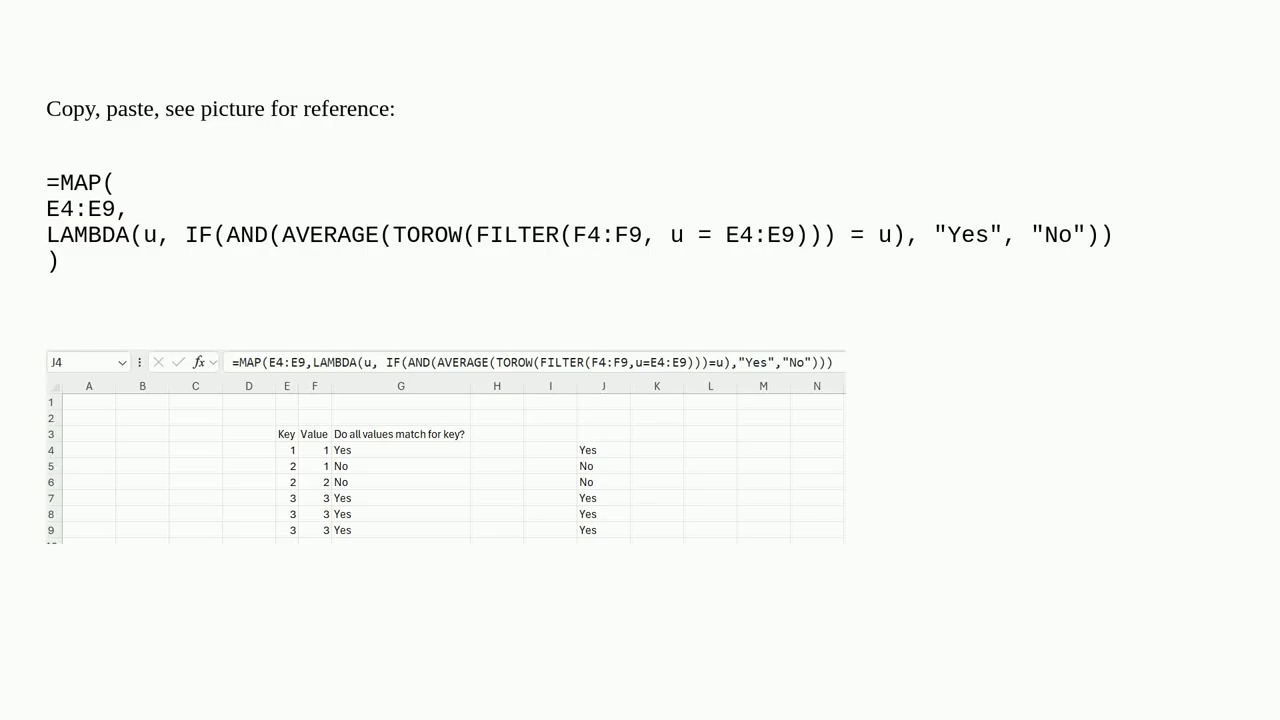 Copy, paste, see picture for reference:
=MAP(
E4:E9,
LAMBDA(u, IF(AND(AVERAGE(TOROW(FILTER(F4:F9, u = E4:E9))) = u), "Yes", "No"))
)
J4 fx =MAP(E4:E9,LAMBDA(u, IF(AND(AVERAGE(TOROW(FILTER(F4:F9,u=E4:E9)))=u),"Yes","No")))
A B C D E F G H I J K L M N
1
2
3 Key Value Do all values match for key?
4 1 1 Yes Yes
5 2 1 No No
6 2 2 No No
7 3 3 Yes Yes
8 3 3 Yes Yes
9 3 3 Yes Yes